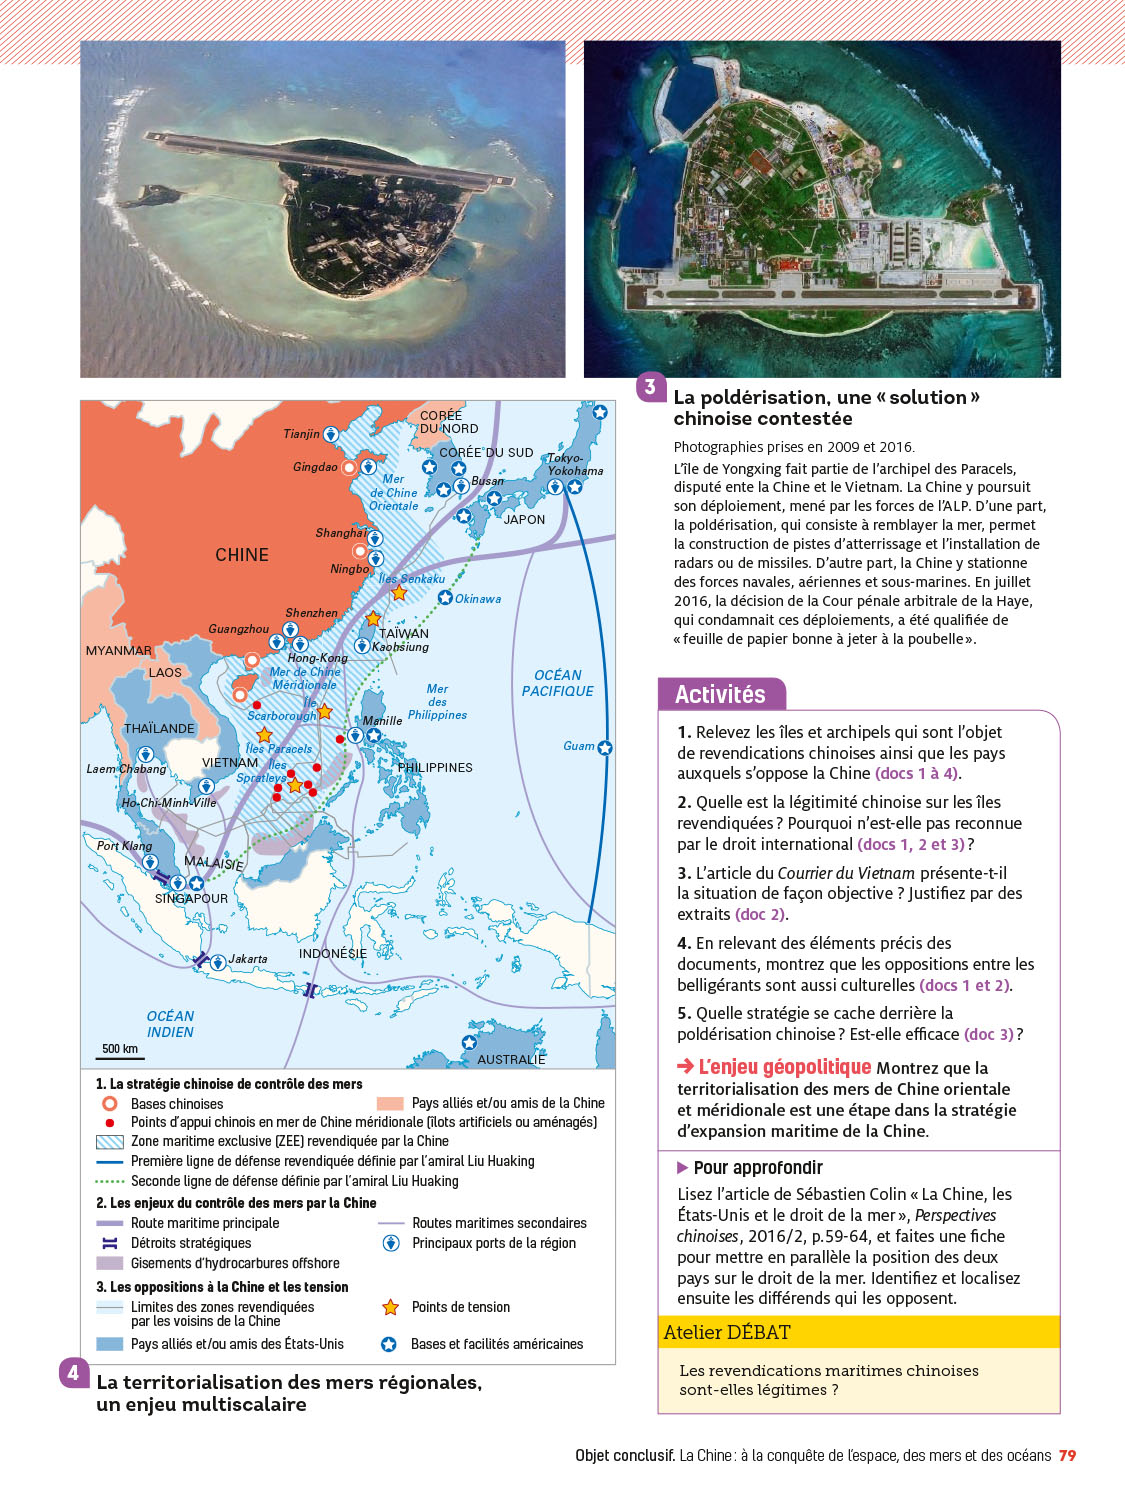 3
La poldérisation, une « solution »
chinoise contestée
Photographies prises en 2009 et 2016.
L’île de Yongxing fait partie de l’archipel des Paracels,
disputé ente la Chine et le Vietnam. La Chine y poursuit
son déploiement, mené par les forces de l’ALP. D’une part,
la poldérisation, qui consiste à remblayer la mer, permet
la construction de pistes d’atterrissage et l’installation de
radars ou de missiles. D’autre part, la Chine y stationne
des forces navales, aériennes et sous-marines. En juillet
2016, la décision de la Cour pénale arbitrale de la Haye,
qui condamnait ces déploiements, a été qualifiée de
« feuille de papier bonne à jeter à la poubelle ».
CORÉE
DU NORD
Tianjin
CORÉE DU SUD
Tokyo-
Yokohama
Gingdao
Mer
de Chine
Orientale
Busan
JAPON
Shanghaï
CHINE
Ningbo
Îles Senkaku
Okinawa
Shenzhen
Guangzhou
TAÏWAN
Kaohsiung
Hong-Kong
MYANMAR
LAOS
Mer de Chine
Méridionale
OCÉAN
PACIFIQUE
Mer
des
Philippines
Île
Scarborough
Manille
THAÏLANDE
Guam
Îles Paracels
VIETNAM
Îles
Spratleys
Laem Chabang
PHILIPPINES
Ho-Chi-Minh-Ville
Port Klang
MALAISIE
SINGAPOUR
INDONÉSIE
Jakarta
OCÉAN
INDIEN
500 km
AUSTRALIE
1. La stratégie chinoise de contrôle des mers
Bases chinoises
Pays alliés et/ou amis de la Chine
Points d’appui chinois en mer de Chine méridionale (îlots artificiels ou aménagés)
Zone maritime exclusive (ZEE) revendiquée par la Chine
Première ligne de défense revendiquée définie par l’amiral Liu Huaking
Seconde ligne de défense définie par l’amiral Liu Huaking
2. Les enjeux du contrôle des mers par la Chine
Route maritime principale
Routes maritimes secondaires
Détroits stratégiques
Principaux ports de la région
Gisements d’hydrocarbures offshore
3. Les oppositions à la Chine et les tension
Limites des zones revendiquées
par les voisins de la Chine
Points de tension
Pays alliés et/ou amis des États-Unis
Bases et facilités américaines
4
La territorialisation des mers régionales,
un enjeu multiscalaire
Activités
1. Relevez les îles et archipels qui sont l’objet
de revendications chinoises ainsi que les pays
auxquels s’oppose la Chine (docs 1 à 4).
2. Quelle est la légitimité chinoise sur les îles
revendiquées ? Pourquoi n’est-elle pas reconnue
par le droit international (docs 1, 2 et 3) ?
3. L’article du Courrier du Vietnam présente-t-il
la situation de façon objective ? Justifiez par des
extraits (doc 2).
4. En relevant des éléments précis des
documents, montrez que les oppositions entre les
belligérants sont aussi culturelles (docs 1 et 2).
5. Quelle stratégie se cache derrière la
poldérisation chinoise ? Est-elle efficace (doc 3) ?
➔ L’enjeu géopolitique Montrez que la
territorialisation des mers de Chine orientale
et méridionale est une étape dans la stratégie
d’expansion maritime de la Chine.
▶ Pour approfondir
Lisez l’article de Sébastien Colin « La Chine, les
États-Unis et le droit de la mer », Perspectives
chinoises, 2016/2, p.59-64, et faites une fiche
pour mettre en parallèle la position des deux
pays sur le droit de la mer. Identifiez et localisez
ensuite les différends qui les opposent.
Atelier DÉBAT
Les revendications maritimes chinoises
sont-elles légitimes ?
Objet conclusif. La Chine : à la conquête de l’espace, des mers et des océans 79